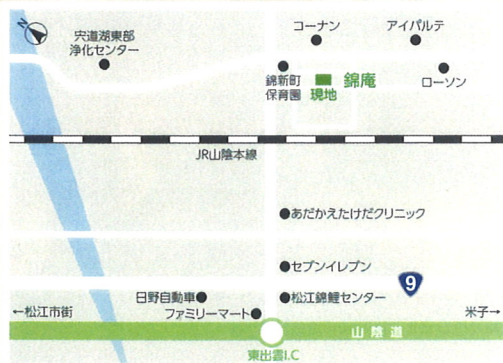 コーナン
アイパルテ
宍道湖東部
浄化センター
錦新町
保育園
現地
錦庵
ローソン
JR山陰本線
あだかえたけだクリニック
セブンイレブン
9
日野自動車
松江錦鯉センター
ファミリーマート
←松江市街
米子→
山陰道
東出雲I.C